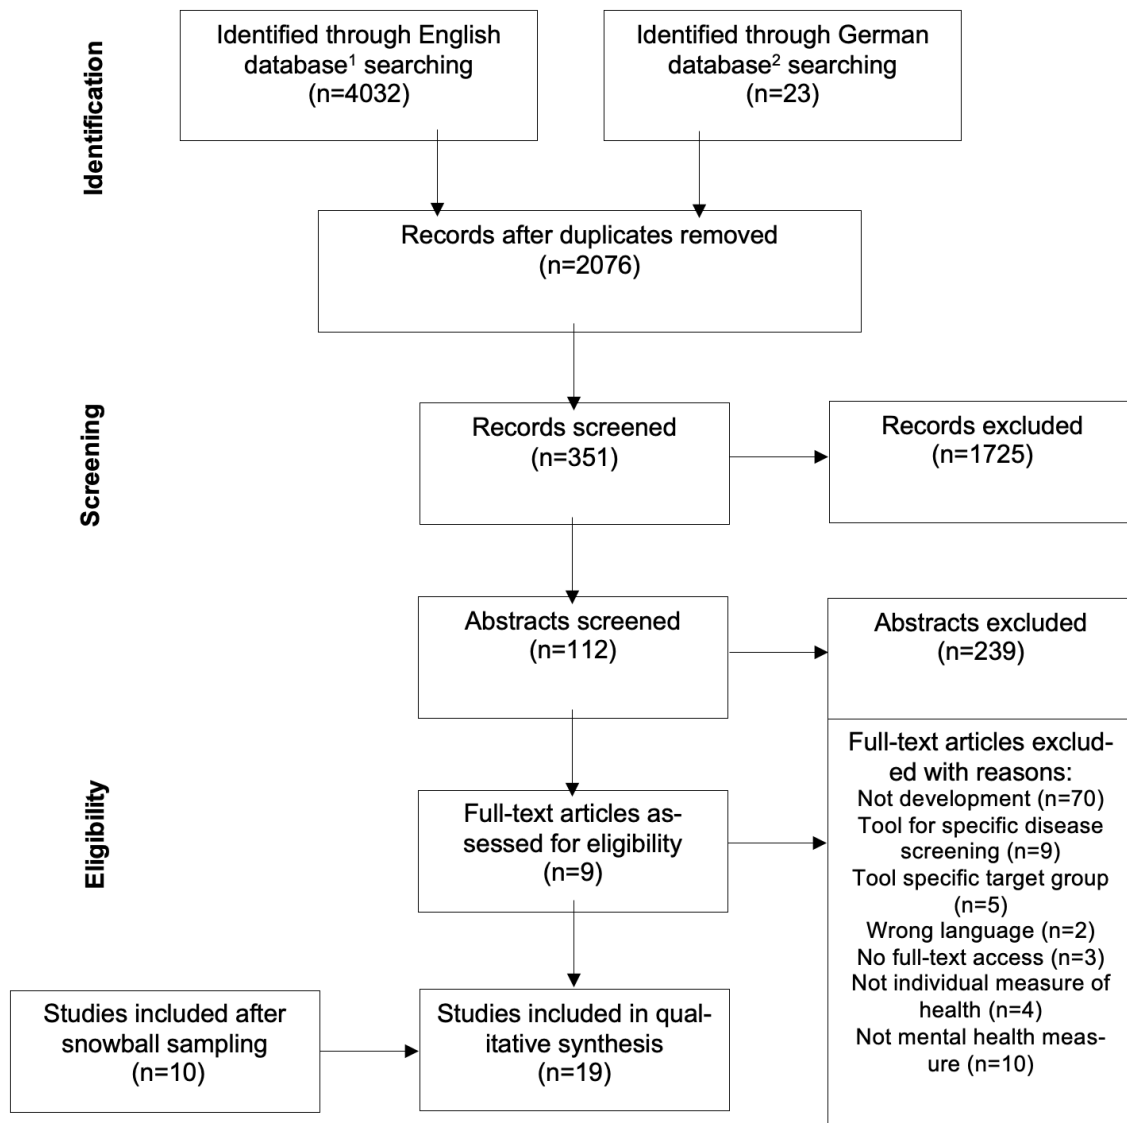 Identification
Identified through English
database¹ searching
(n=4032)
Identified through German
database² searching
(n=23)
Records after duplicates removed
(n=2076)
Screening
Records screened
(n=351)
Records excluded
(n=1725)
Abstracts screened
(n=112)
Abstracts excluded
(n=239)
Eligibility
Full-text articles as-
sessed for eligibility
(n=9)
Full-text articles exclud-
ed with reasons:
Not development (n=70)
Tool for specific disease
screening (n=9)
Tool specific target group
(n=5)
Wrong language (n=2)
No full-text access (n=3)
Not individual measure of
health (n=4)
Not mental health meas-
ure (n=10)
Studies included after
snowball sampling
(n=10)
Studies included in qual-
itative synthesis
(n=19)